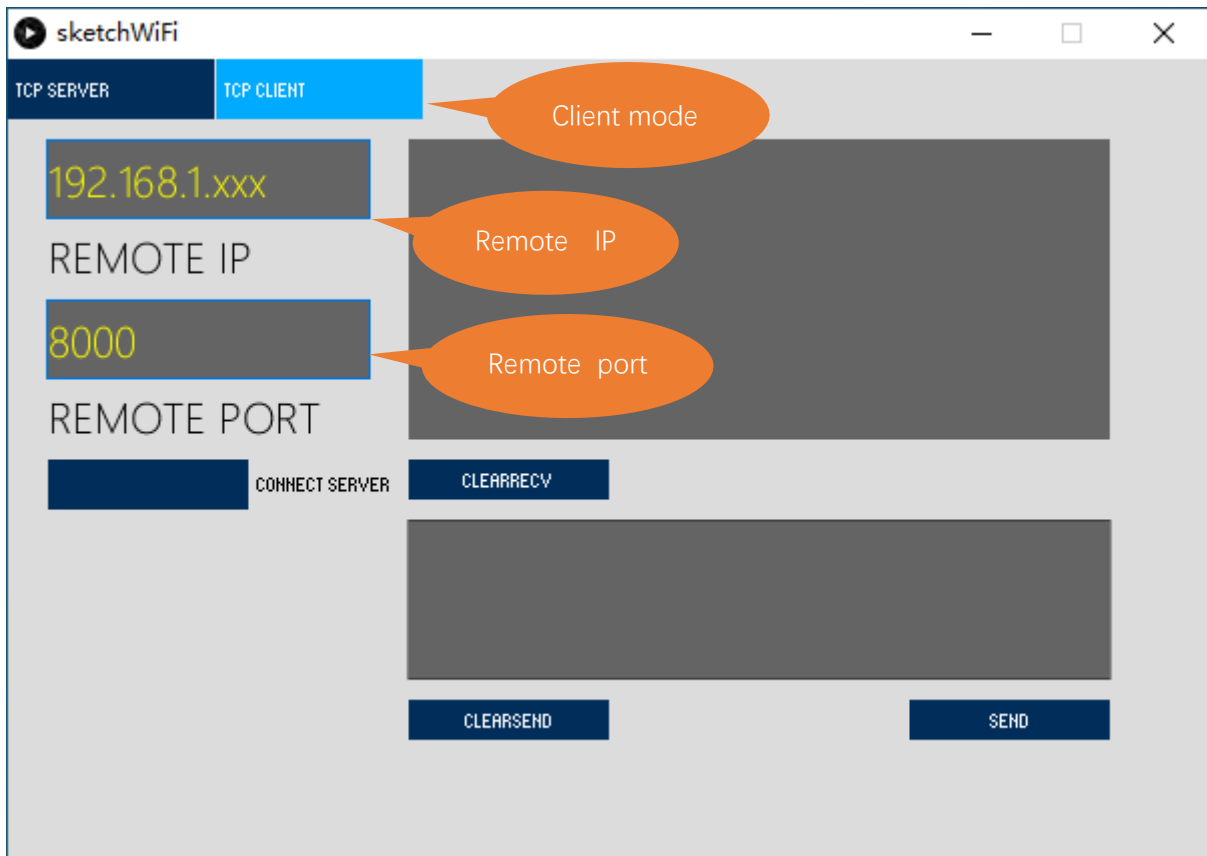 sketchWiFi
TCP SERVER
TCP CLIENT
Client mode
192.168.1.xxx
Remote IP
REMOTE IP
8000
Remote port
REMOTE PORT
CONNECT SERVER
CLEARRECV
CLEARSEND
SEND